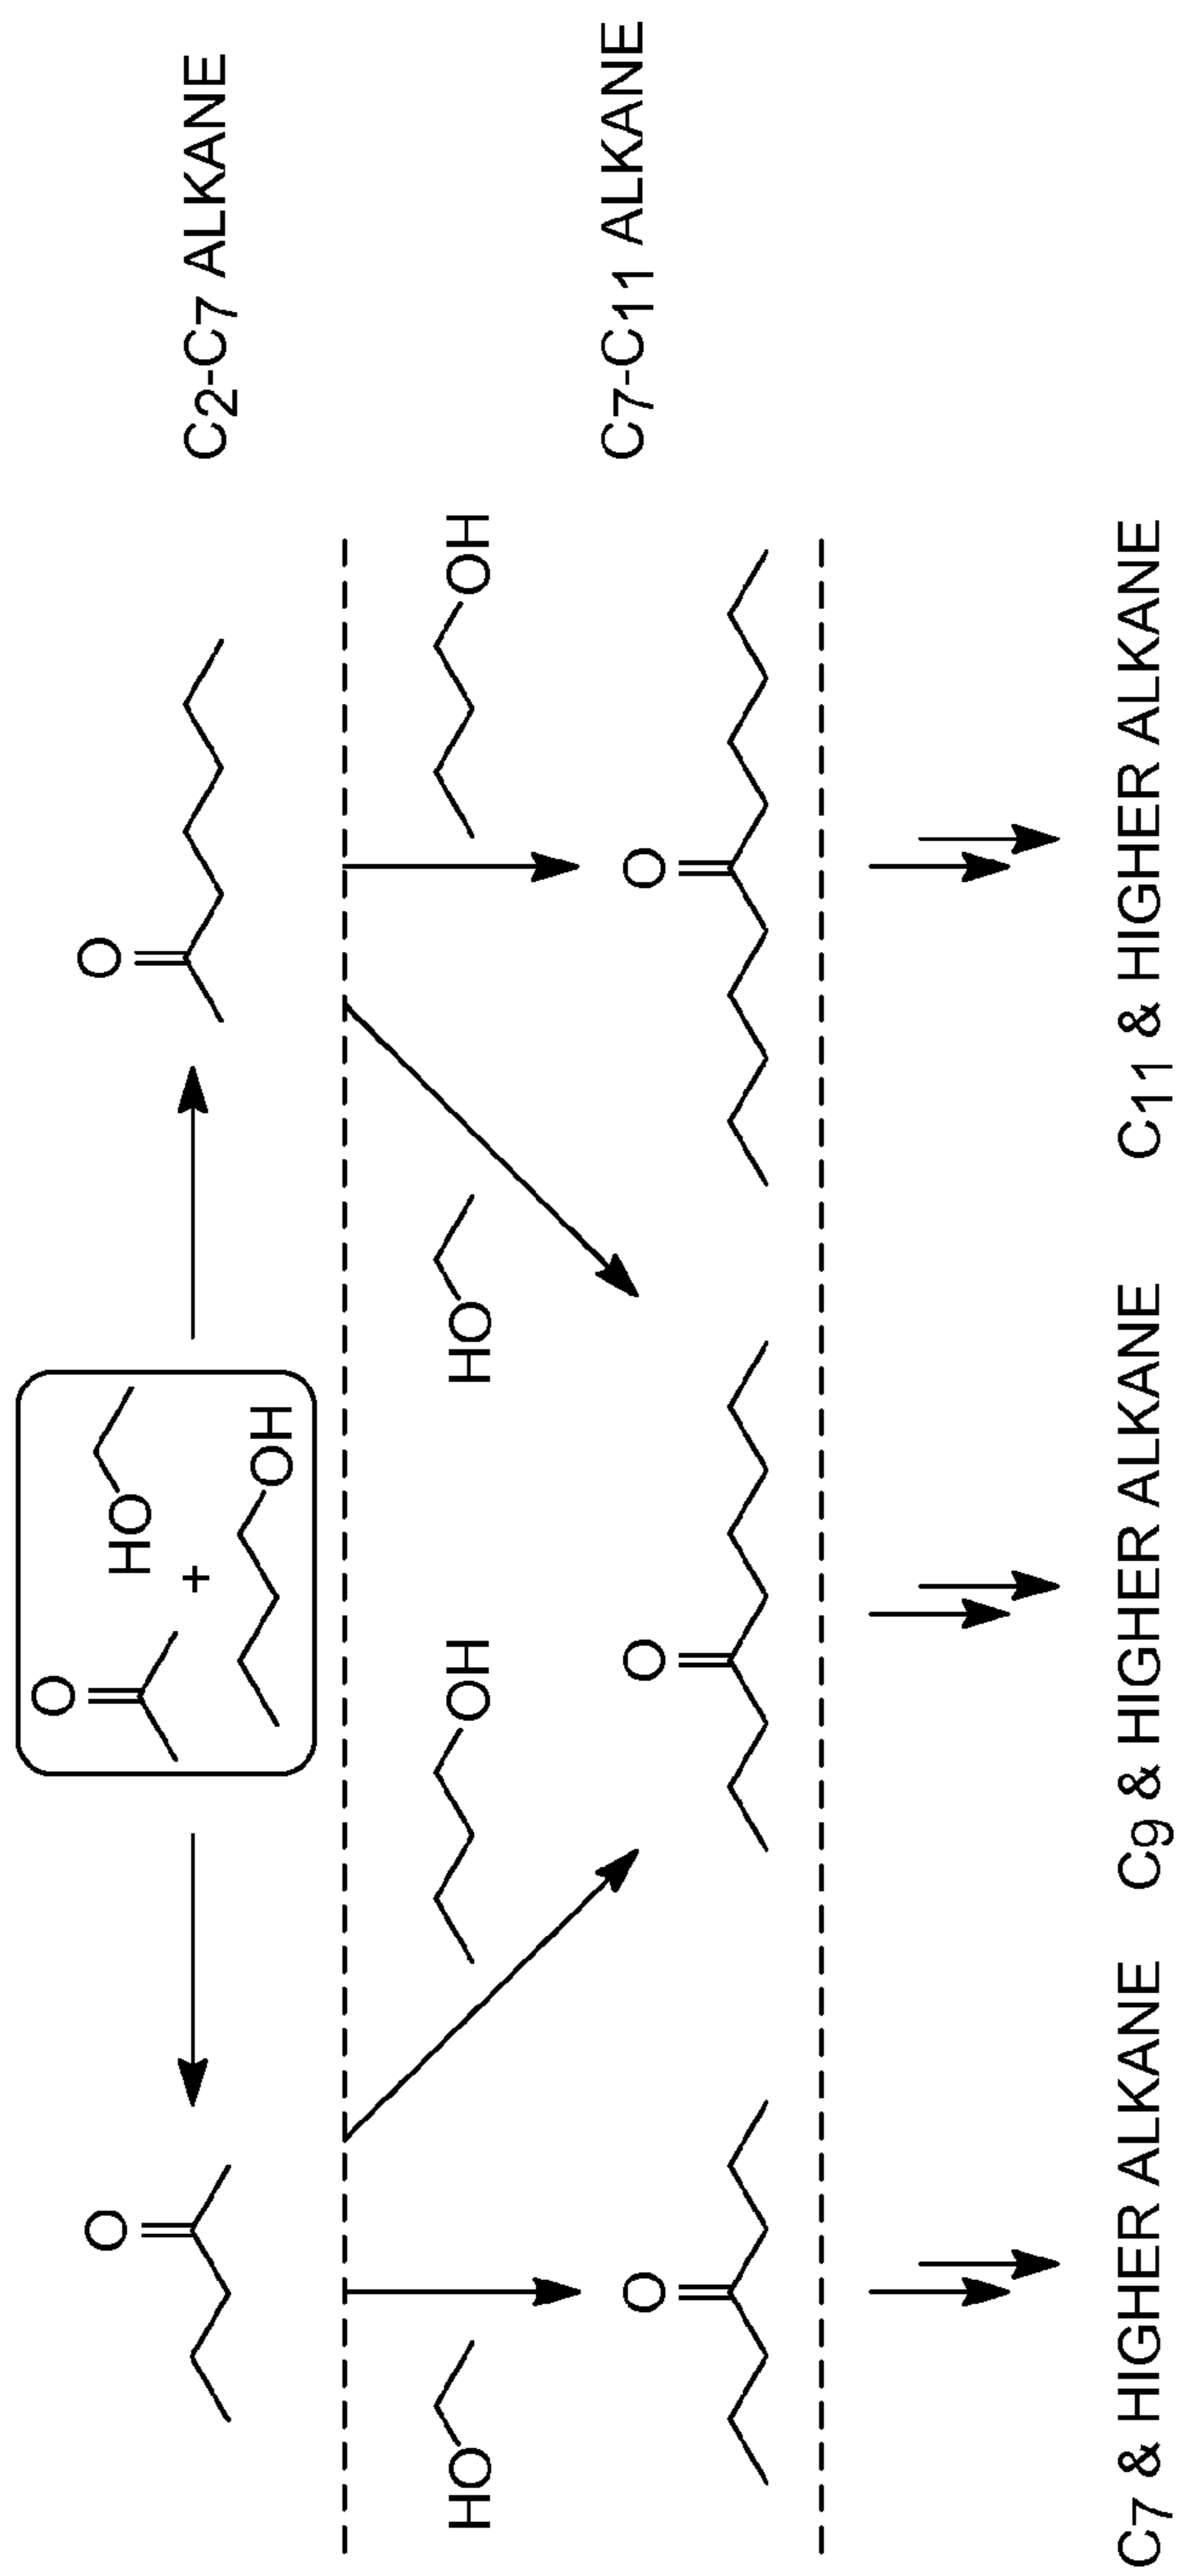 O
O
O
HO
+
C2-C7 ALKANE
OH
HO
OH
HO
OH
C7-C11 ALKANE
O
O
O
C7 & HIGHER ALKANE
C9 & HIGHER ALKANE
C11 & HIGHER ALKANE